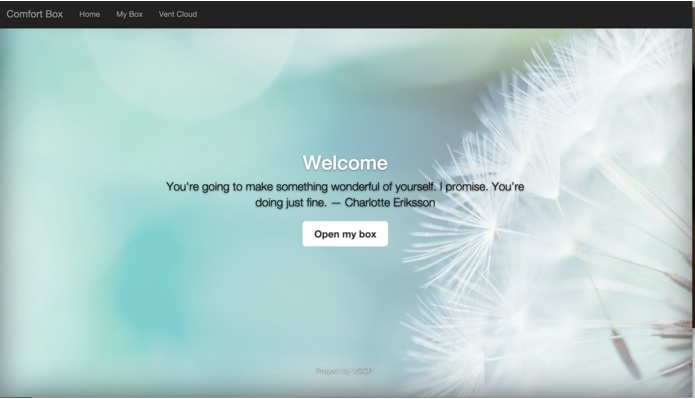 Comfort Box Home My Box Vent Cloud
Welcome
You're going to make something wonderful of yourself. I promise. You're
doing just fine. — Charlotte Eriksson
Open my box
Project by